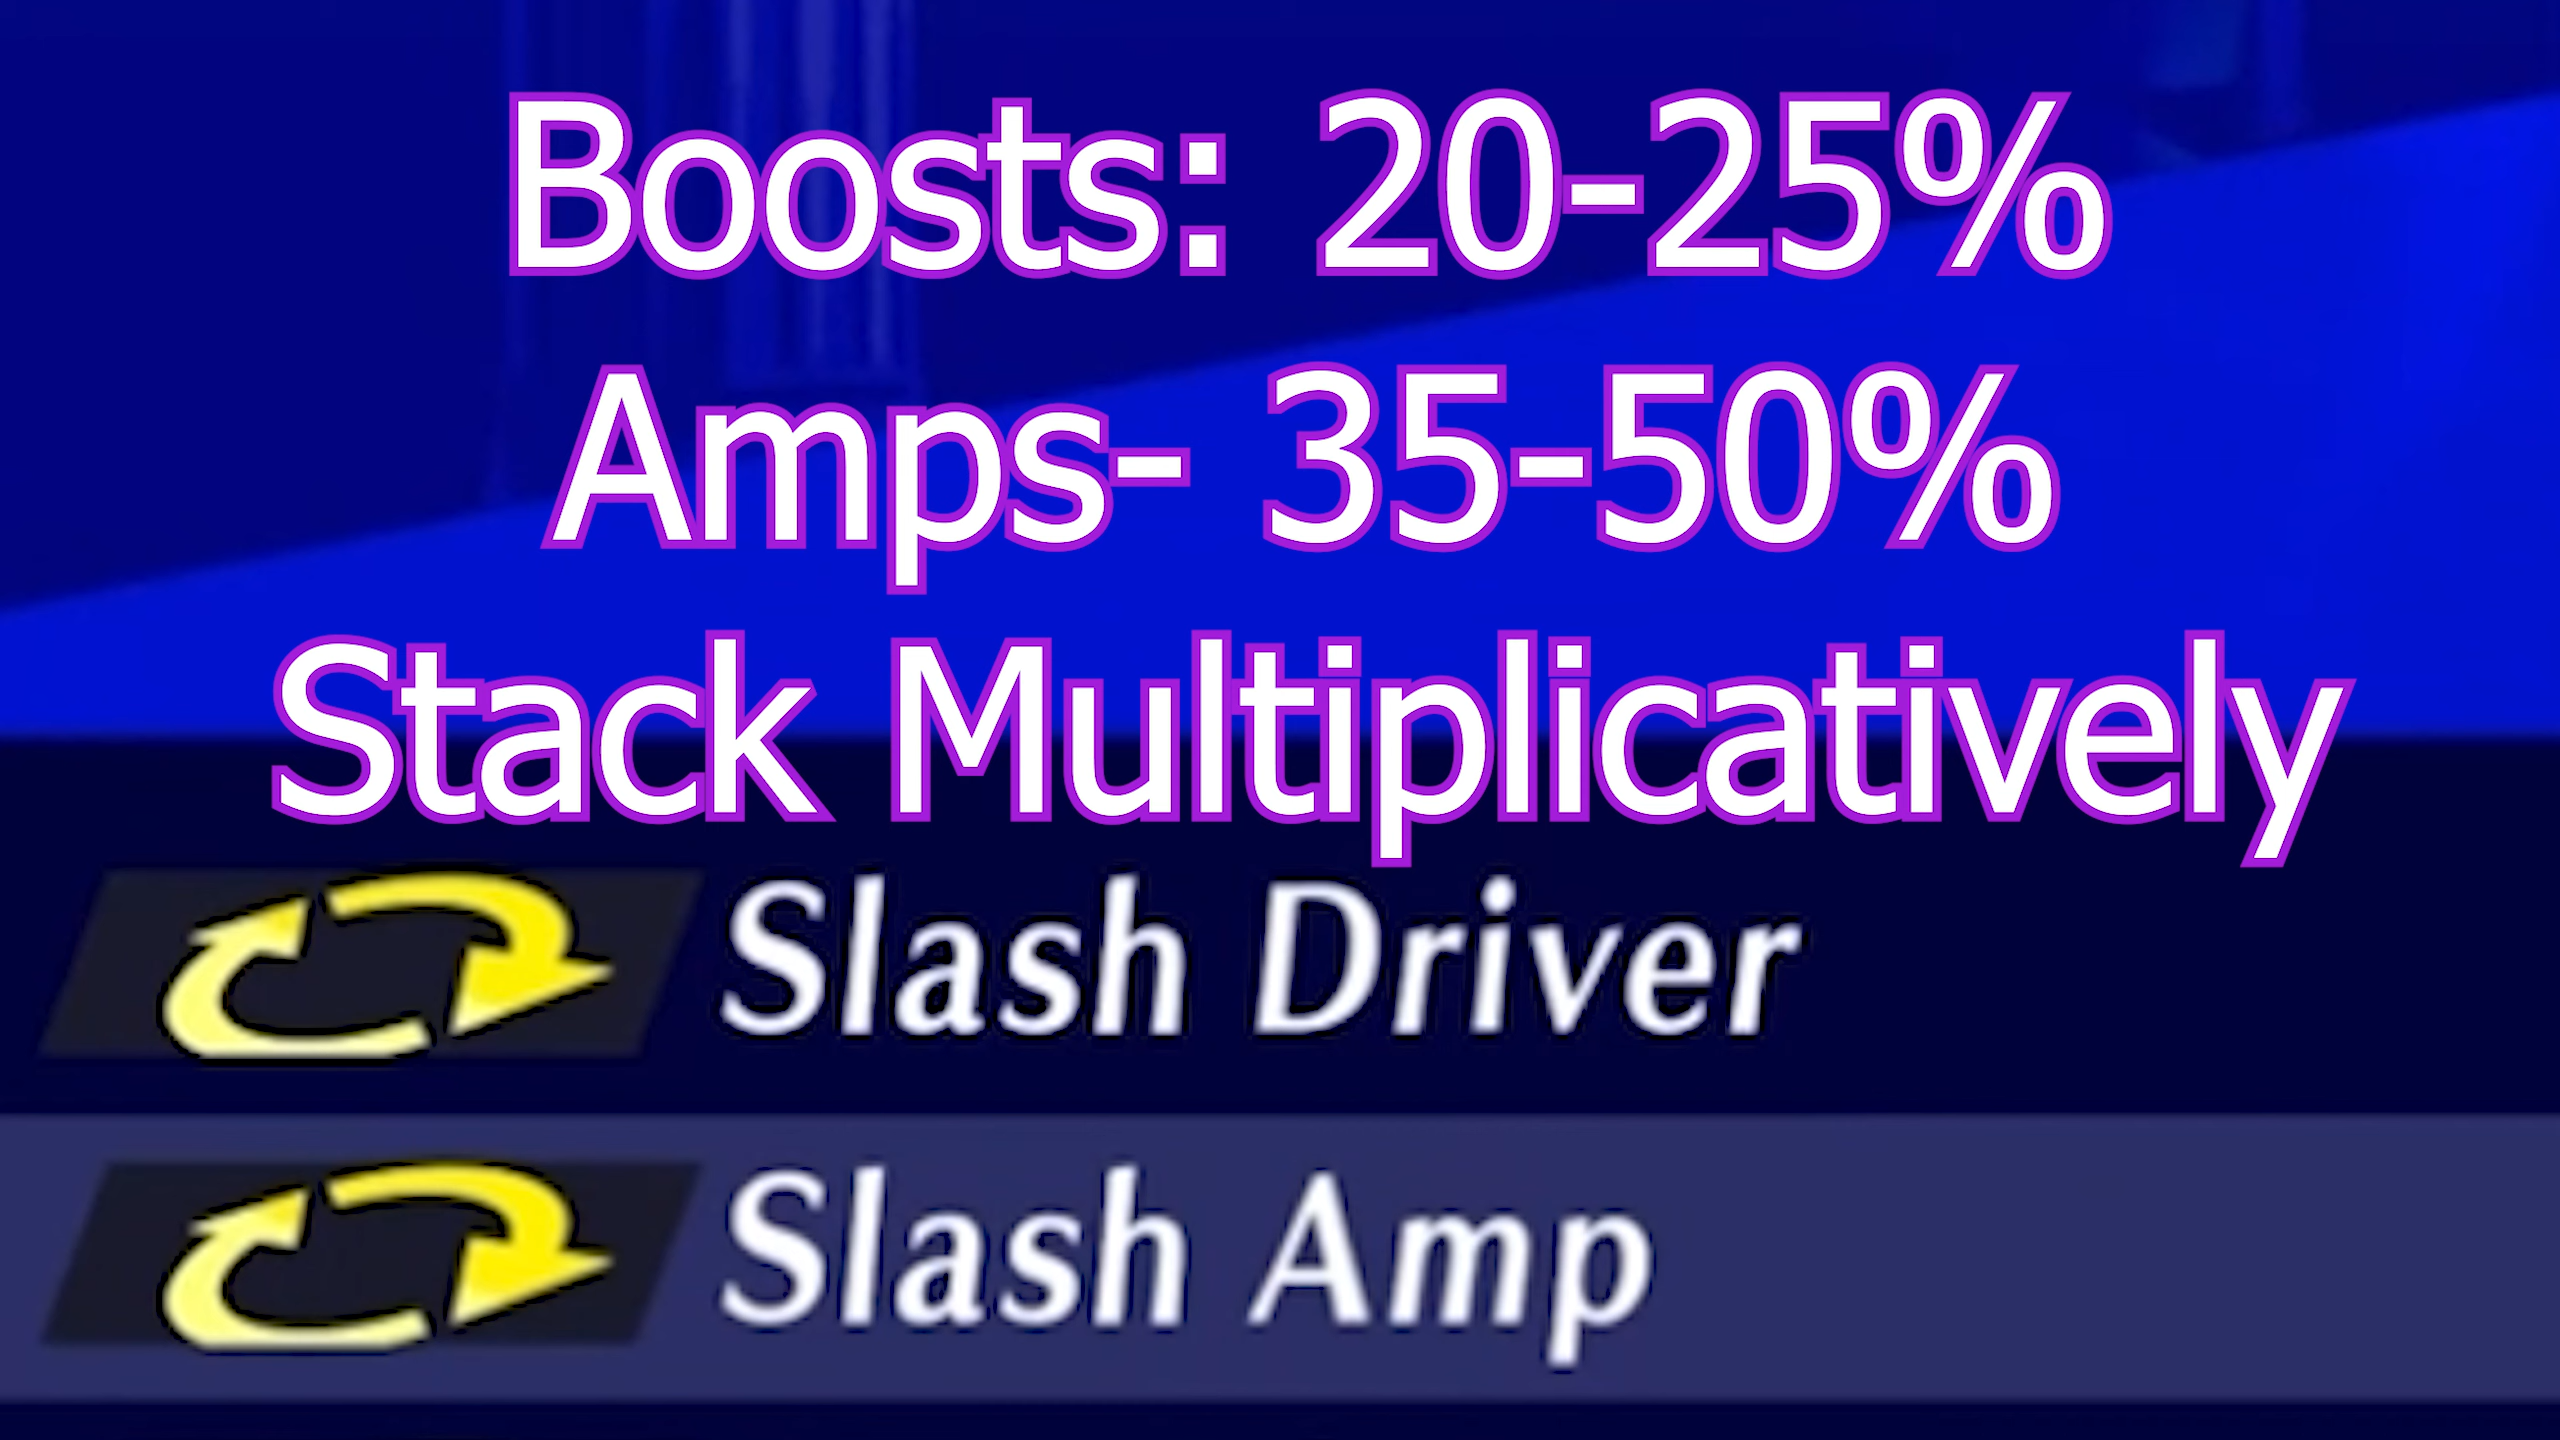 Boosts: 20-25%
Amps- 35-50%
Stack Multiplicatively
Slash Driver
Slash Amp